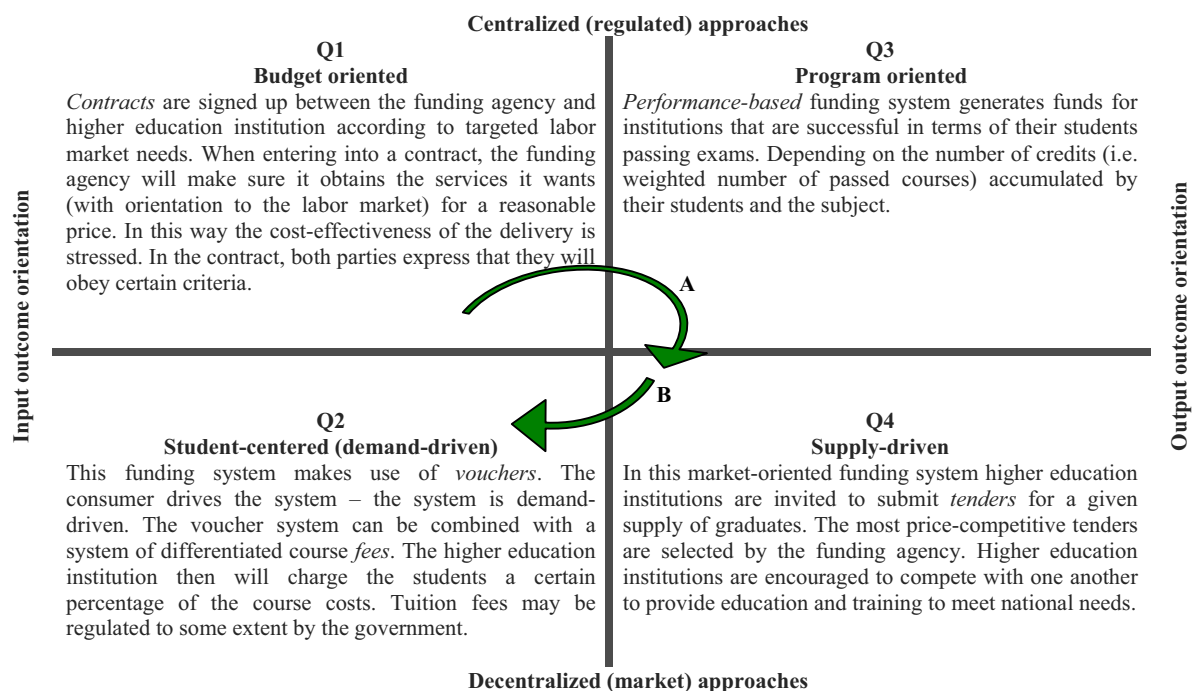 Centralized (regulated) approaches
Q1
Budget oriented
Contracts are signed up between the funding agency and
higher education institution according to targeted labor
market needs. When entering into a contract, the funding
agency will make sure it obtains the services it wants
(with orientation to the labor market) for a reasonable
price. In this way the cost-effectiveness of the delivery is
stressed. In the contract, both parties express that they will
obey certain criteria.
Q3
Program oriented
Performance-based funding system generates funds for
institutions that are successful in terms of their students
passing exams. Depending on the number of credits (i.e.
weighted number of passed courses) accumulated by
their students and the subject.
Input outcome orientation
Output outcome orientation
A
B
Q2
Student-centered (demand-driven)
This funding system makes use of vouchers. The
consumer drives the system – the system is demand-
driven. The voucher system can be combined with a
system of differentiated course fees. The higher education
institution then will charge the students a certain
percentage of the course costs. Tuition fees may be
regulated to some extent by the government.
Q4
Supply-driven
In this market-oriented funding system higher education
institutions are invited to submit tenders for a given
supply of graduates. The most price-competitive tenders
are selected by the funding agency. Higher education
institutions are encouraged to compete with one another
to provide education and training to meet national needs.
Decentralized (market) approaches